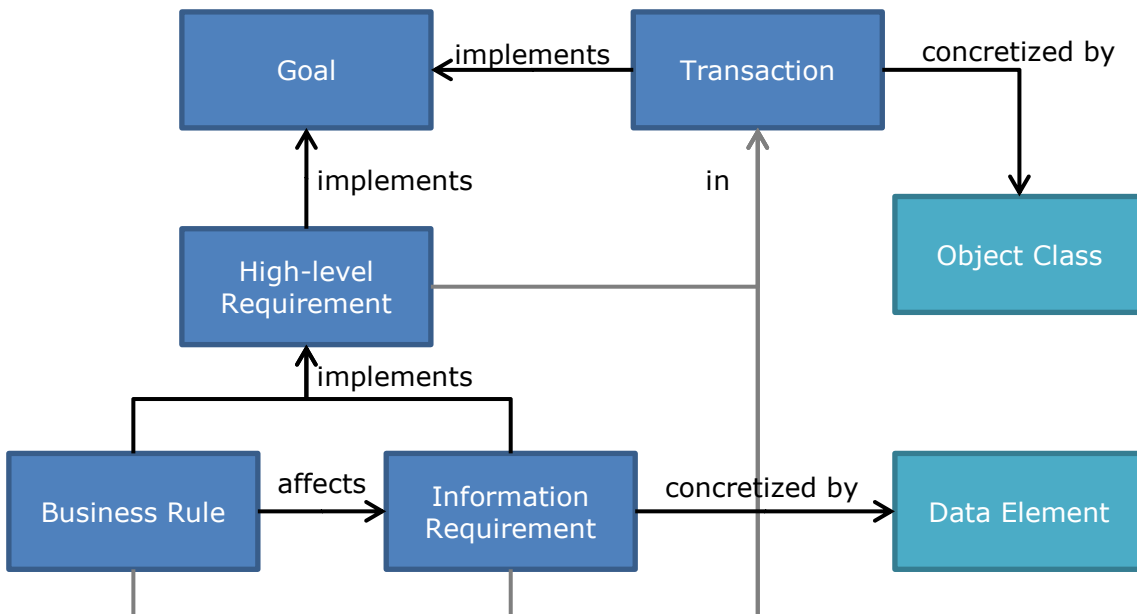 Goal
implements
Transaction
concretized by
implements
in
High-level
Requirement
Object Class
implements
Business Rule
affects
Information
Requirement
concretized by
Data Element